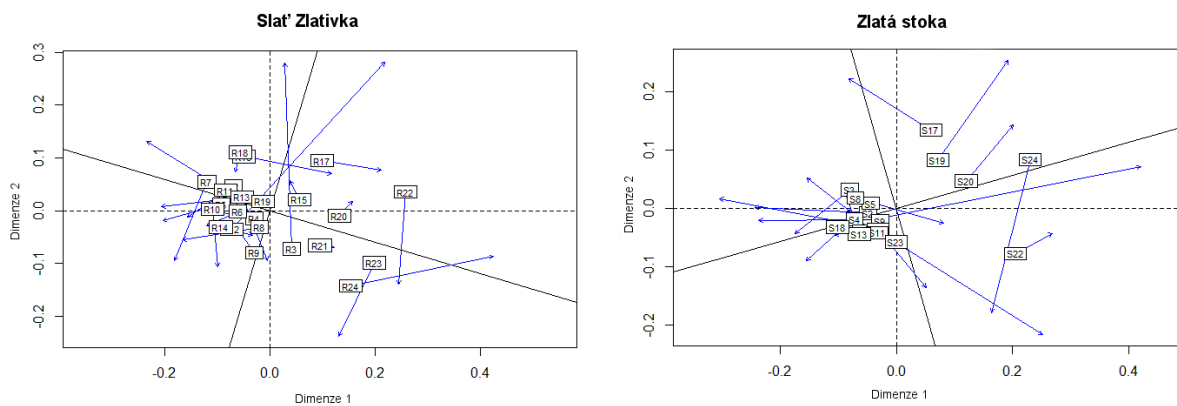 Slať Zlativka
0.3
0.2
0.1
0.0
-0.1
-0.2
Dimenze 2
R18
R17
R7
R11
R13
R15
R19
R22
R10
R6
R20
R14
R8
R9
R3
R21
R23
R24
-0.2
0.0
0.2
0.4
Dimenze 1
Zlatá stoka
0.2
0.1
0.0
-0.1
-0.2
Dimenze 2
S17
S19
S24
S20
S8
S5
S4
S9
S18
S13
S11
S23
S22
-0.2
0.0
0.2
0.4
Dimenze 1